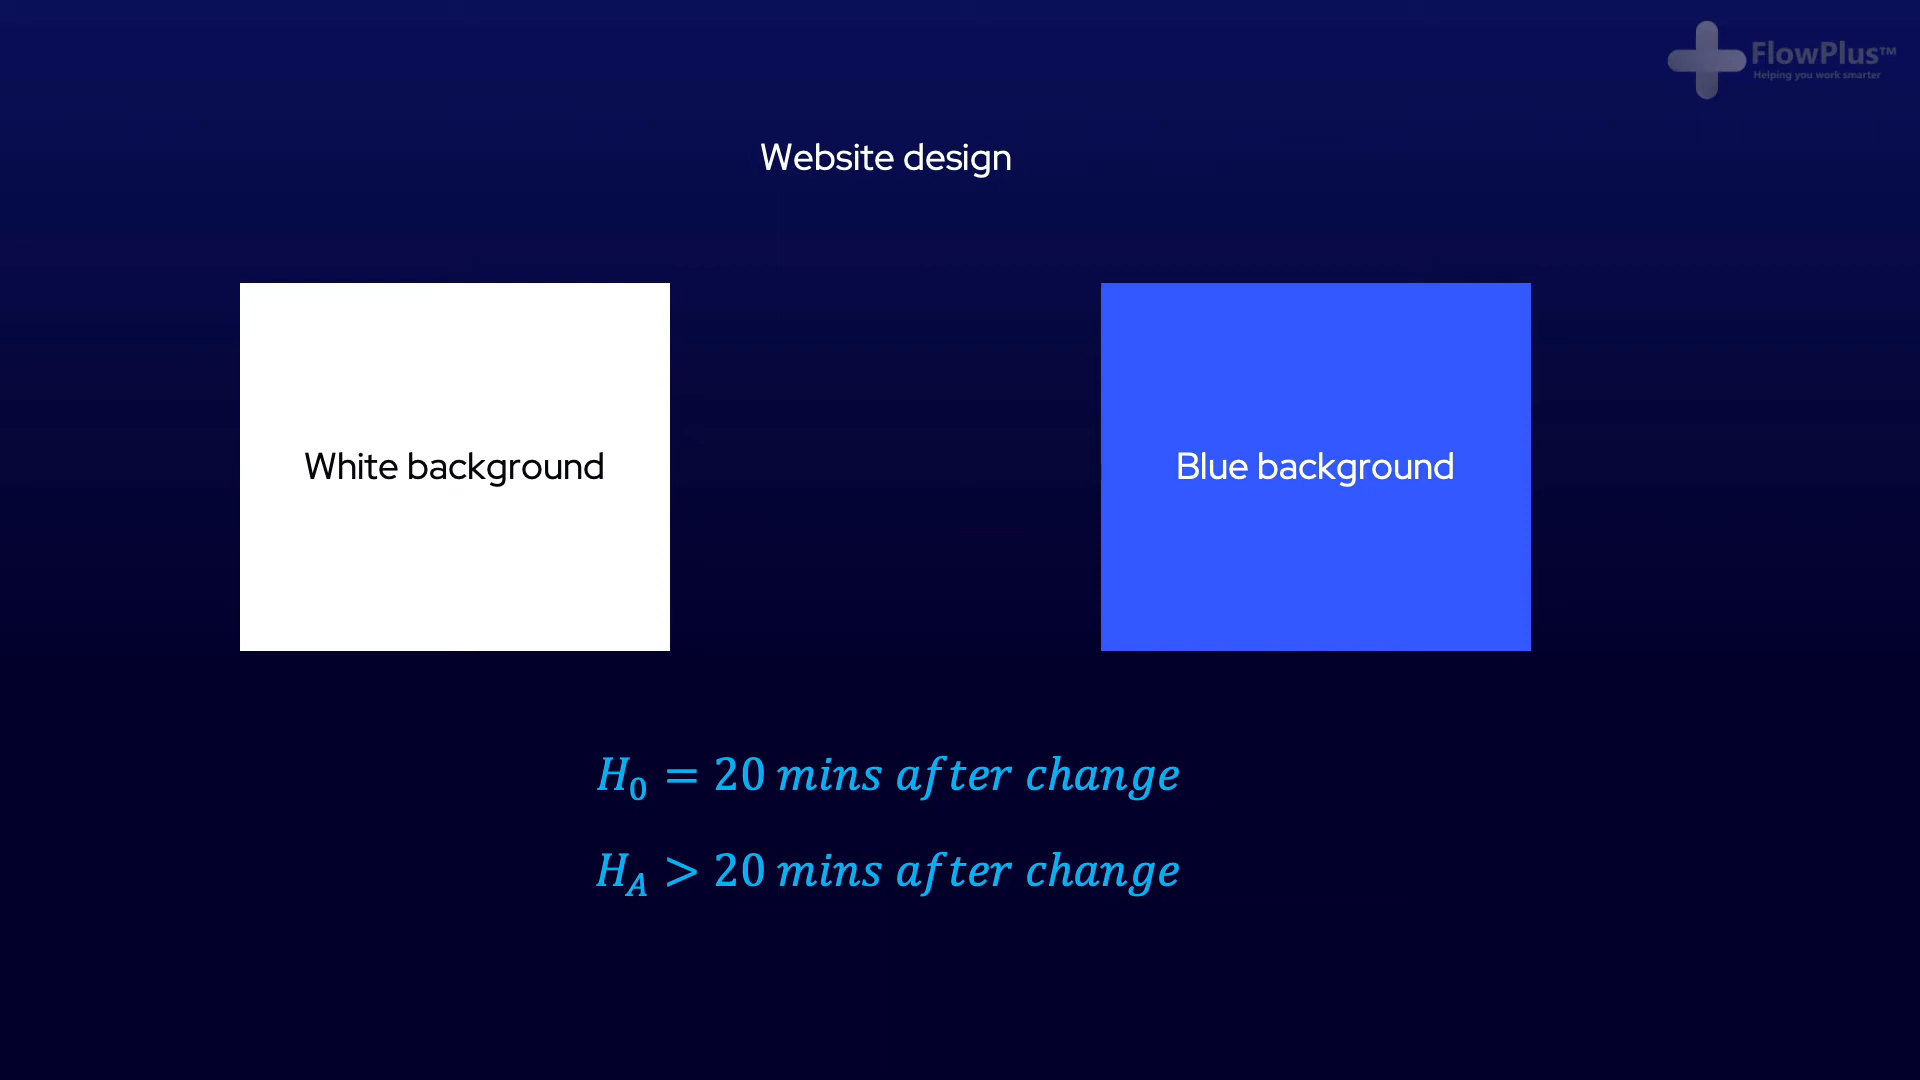 FlowPlus™
Helping you work smarter
Website design
White background
Blue background
H₀ = 20 mins after change
H_A > 20 mins after change